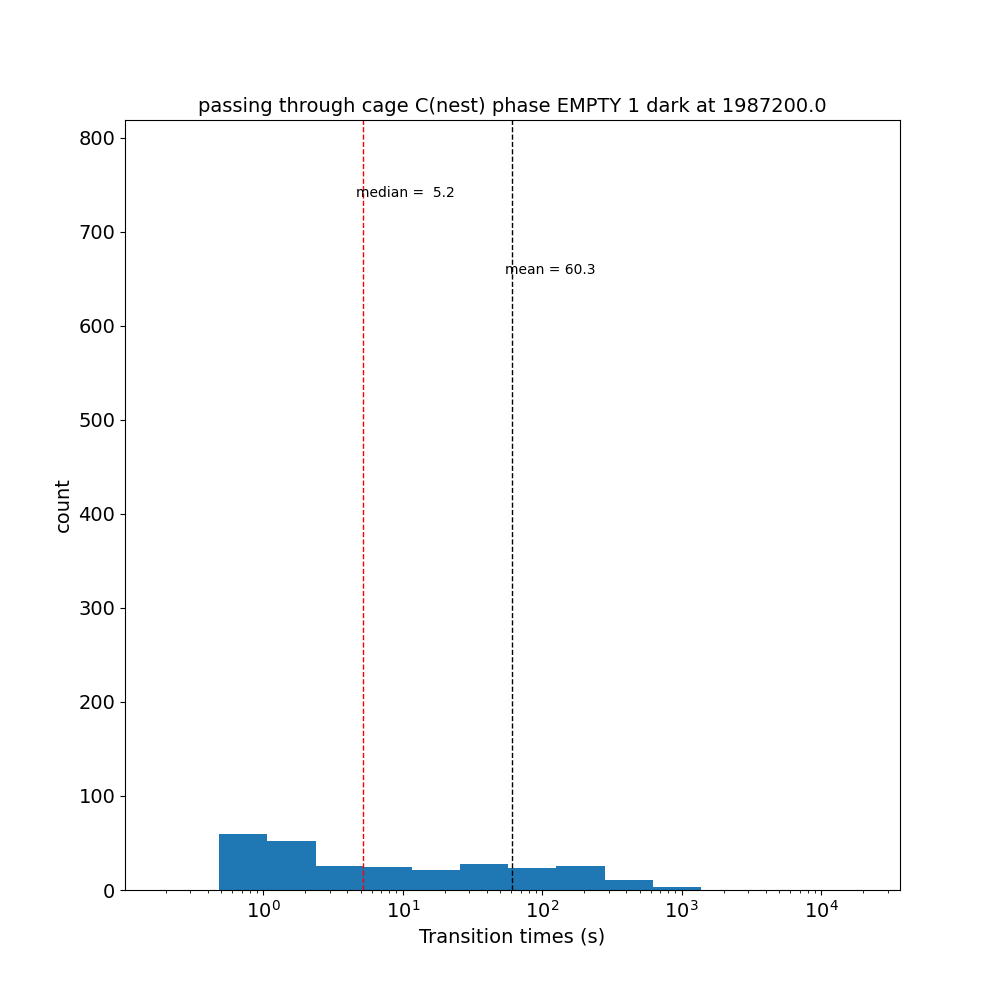 passing through cage C(nest) phase EMPTY 1 dark at 1987200.0
800
median =  5.2
700
mean = 60.3
600
500
count
400
300
200
100
0
10^0 10^1 10^2 10^3 10^4
Transition times (s)